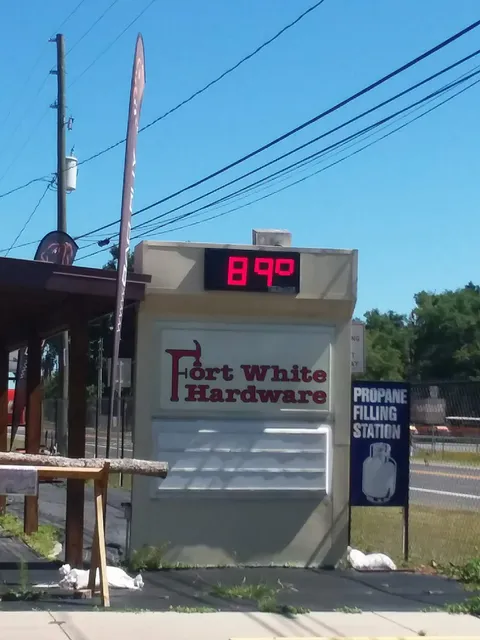 89°
Fort White
Hardware
PROPANE
FILLING
STATION